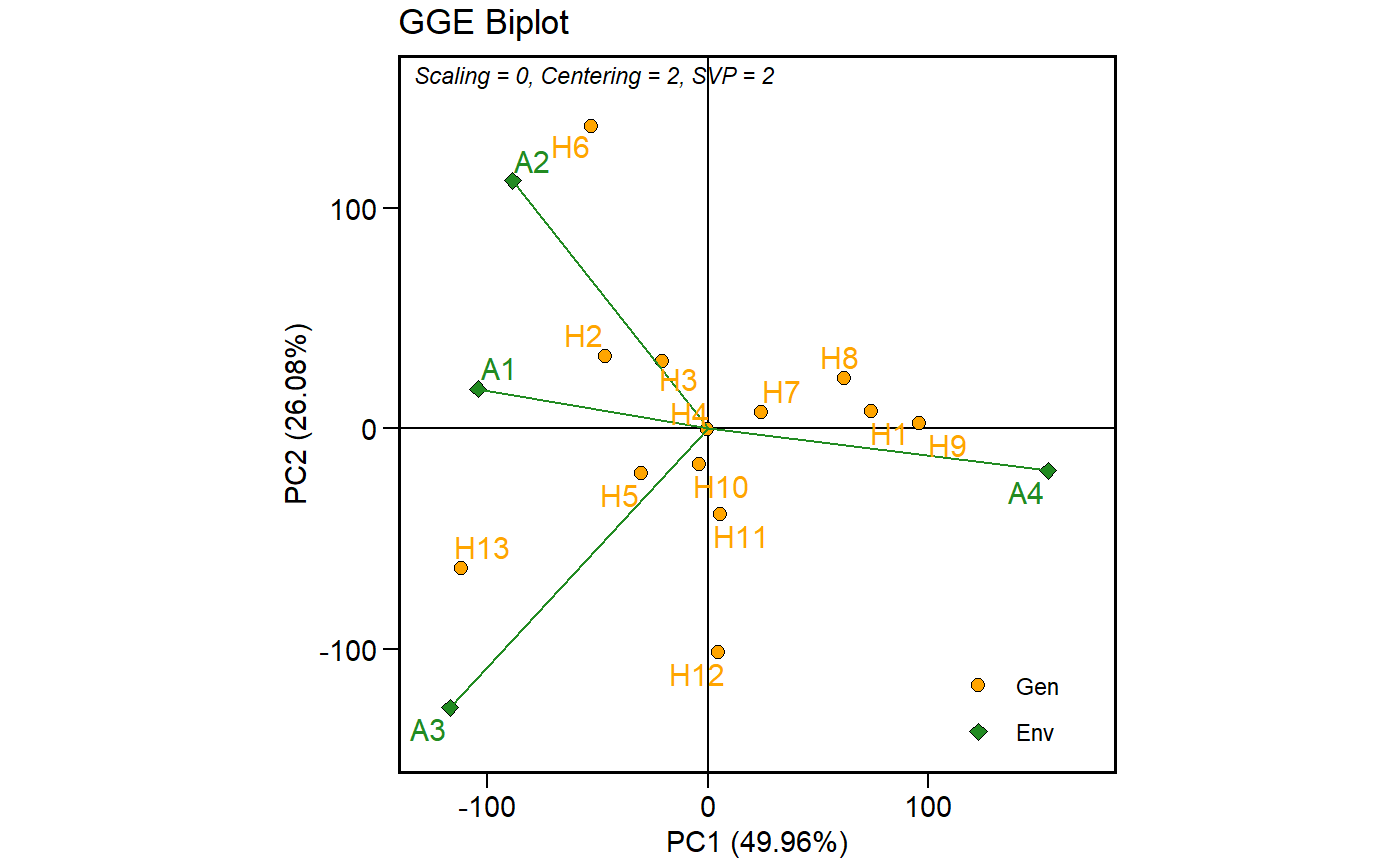 GGE Biplot
Scaling = 0, Centering = 2, SVP = 2
H6
A2
100
H2
H8
A1
H3
H7
H4
0
H1
H9
H10
H5
A4
H11
H13
-100
H12
Gen
A3
Env
-100 0 100
PC1 (49.96%)
PC2 (26.08%)